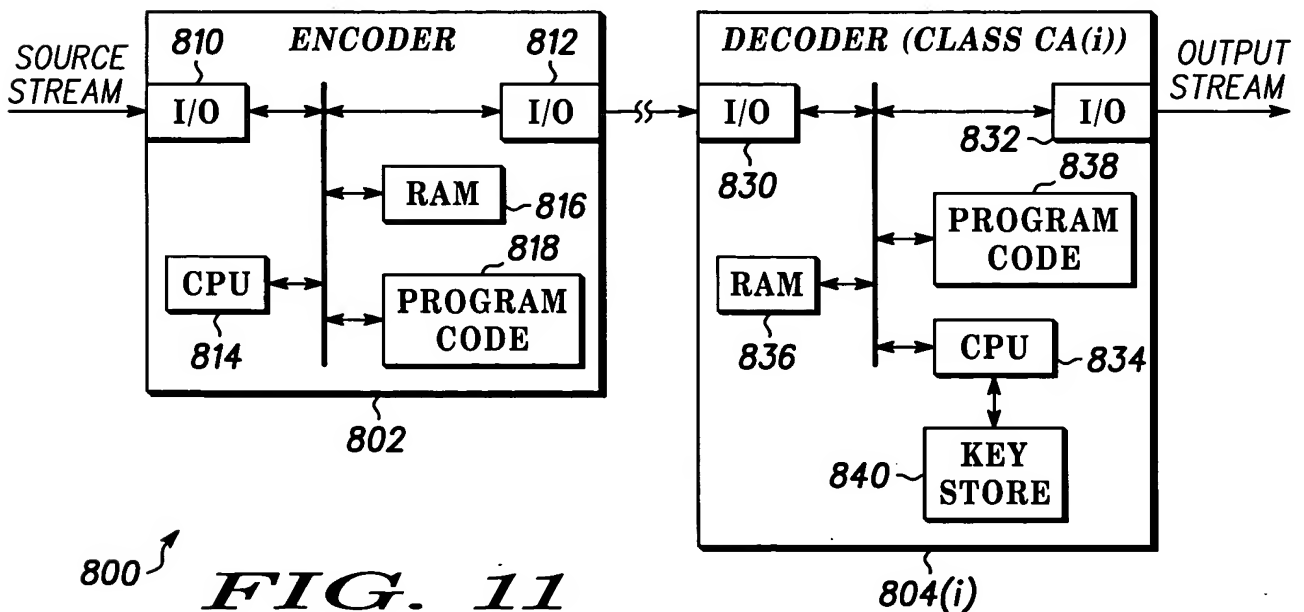 810
ENCODER
812
DECODER (CLASS CA(i))
SOURCE
STREAM
OUTPUT
STREAM
I/O
I/O
I/O
I/O
830
832
838
RAM
816
PROGRAM
CODE
818
CPU
814
PROGRAM
CODE
RAM
836
CPU
834
802
840
KEY
STORE
800
FIG. 11
804(i)